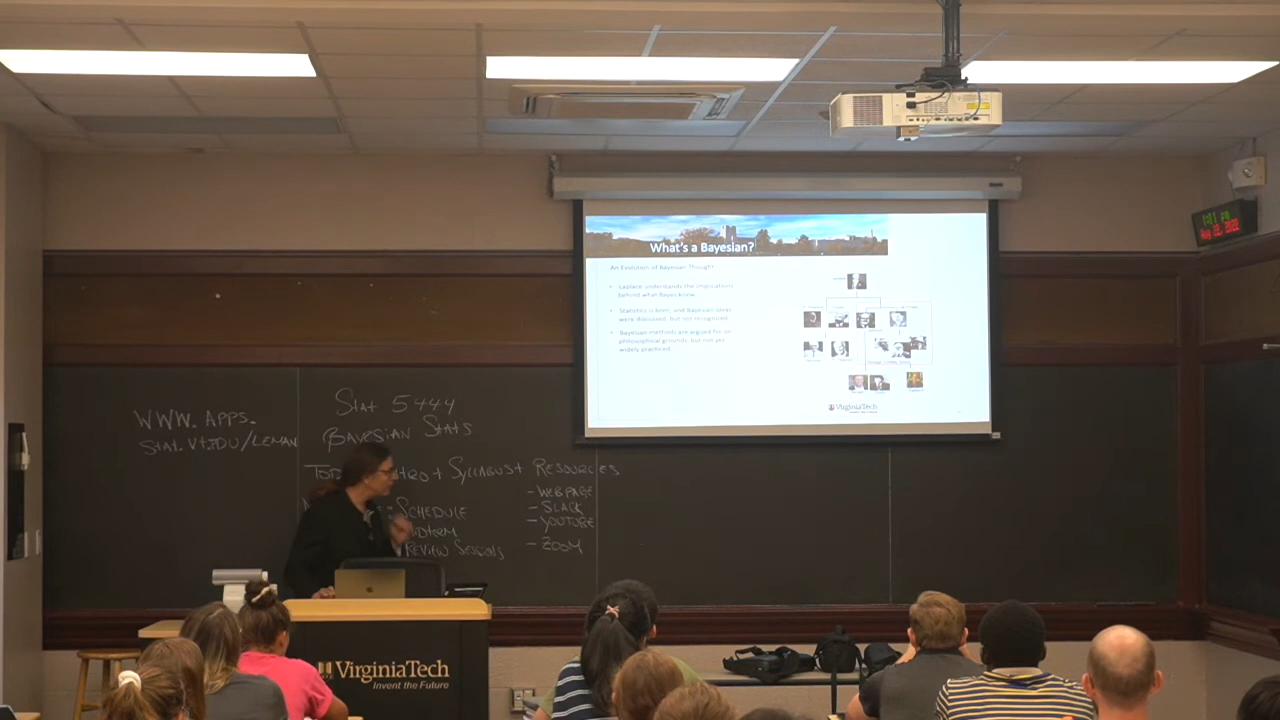 What's a Bayesian?
An Evolution of Bayesian Thought
Laplace understands the implications
behind what Bayes knew.
Statistics is born, and Bayesian ideas
were discussed, but not recognized.
Bayesian methods are argued for on
philosophical grounds, but not yet
widely practiced.
VirginiaTech
WWW.APPS.
STAT.VT.EDU/LEMAN
STAT 5444
BAYESIAN STATS
SYLLABUS + RESOURCES
- WEBPAGE
SCHEDULE
- SLACK
- YOUTUBE
REVIEW SESSIONS
- ZOOM
VirginiaTech
Invent the Future